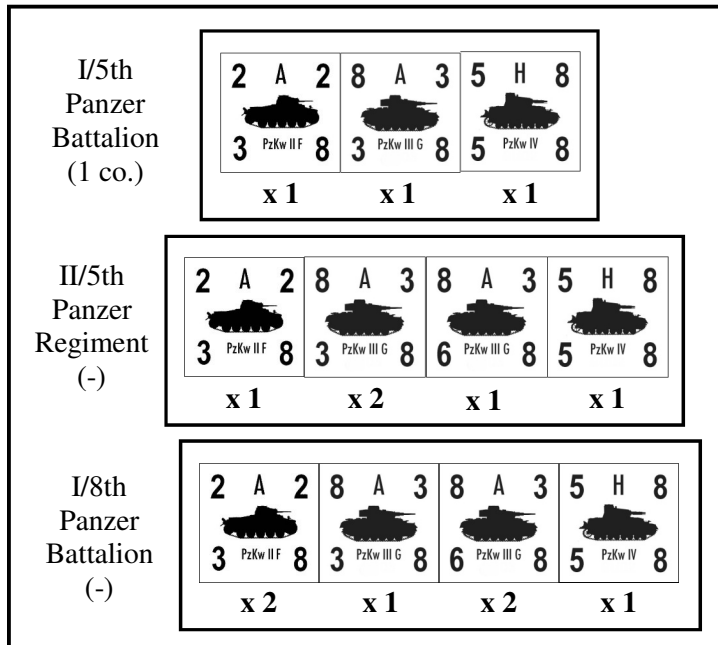 I/5th
Panzer
Battalion
(1 co.)
2 A 2 8 A 3 5 H 8
PzKw II F PzKw III G PzKw IV
3 8 3 8 5 8
x 1 x 1 x 1
II/5th
Panzer
Regiment
(-)
2 A 2 8 A 3 8 A 3 5 H 8
PzKw II F PzKw III G PzKw III G PzKw IV
3 8 3 8 6 8 5 8
x 1 x 2 x 1 x 1
I/8th
Panzer
Battalion
(-)
2 A 2 8 A 3 8 A 3 5 H 8
PzKw II F PzKw III G PzKw III G PzKw IV
3 8 3 8 6 8 5 8
x 2 x 1 x 2 x 1